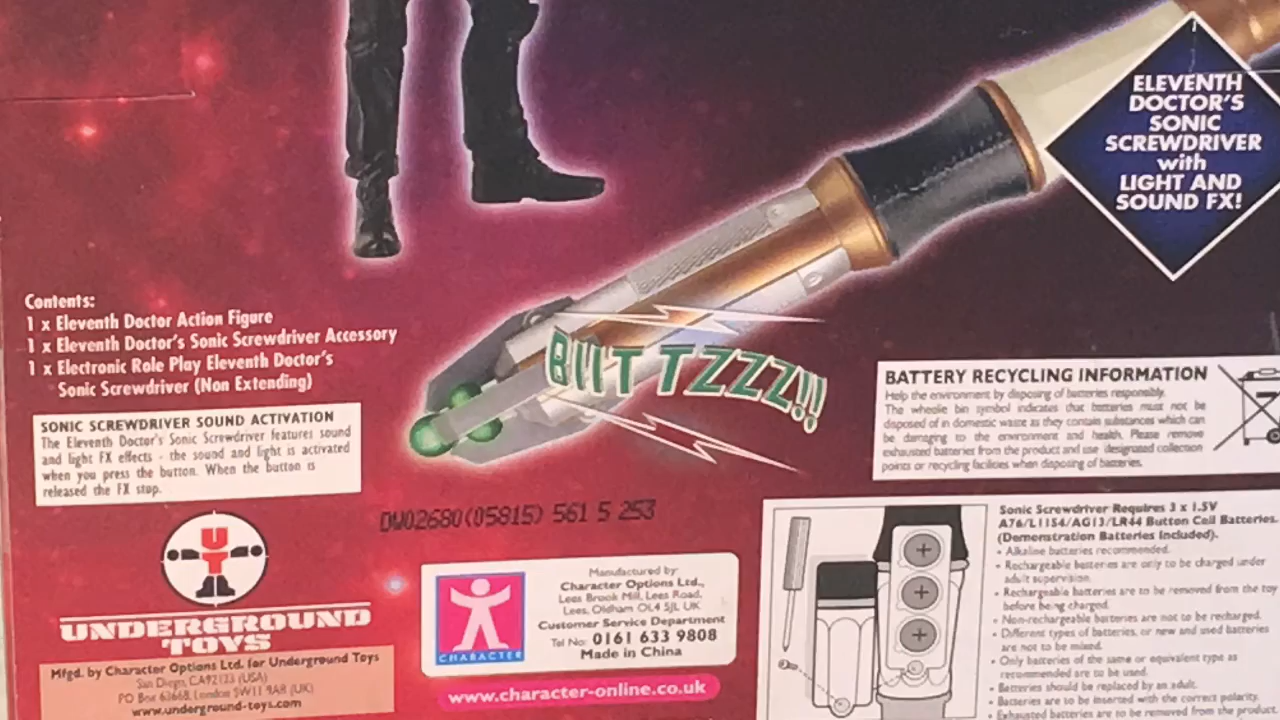 ELEVENTH
DOCTOR'S
SONIC
SCREWDRIVER
with
LIGHT AND
SOUND FX!
Contents:
1 x Eleventh Doctor Action Figure
1 x Eleventh Doctor's Sonic Screwdriver Accessory
1 x Electronic Role Play Eleventh Doctor's
Sonic Screwdriver (Non Extending)
BIIT TZZZ!!
SONIC SCREWDRIVER SOUND ACTIVATION
The Eleventh Doctor's Sonic Screwdriver features sound
and light FX effects - the sound and light is activated
when you press the button. When the button is
released the FX stop.
BATTERY RECYCLING INFORMATION
Help the environment by disposing of batteries responsibly.
The wheelie bin symbol indicates that batteries must not be
disposed of in domestic waste as they contain substances which can
be damaging to the environment and health. Please remove
exhausted batteries from the product and use designated collection
points or recycling facilities when disposing of batteries.
DW02680(05815) 561 5 253
UNDERGROUND
TOYS
Mfgd. by Character Options Ltd. for Underground Toys
San Diego, CA92123 (USA)
PO Box 63668, London SW11 9AR (UK)
www.underground-toys.com
CHARACTER
Manufactured by
Character Options Ltd.,
Lees Brook Mill, Lees Road,
Lees, Oldham OL4 5JL UK
Customer Service Department
Tel No: 0161 633 9808
Made in China
www.character-online.co.uk
Sonic Screwdriver Requires 3 x 1.5V
A76/L1154/AG13/LR44 Button Cell Batteries.
(Demonstration Batteries Included).
• Alkaline batteries recommended.
• Rechargeable batteries are only to be charged under
adult supervision.
• Rechargeable batteries are to be removed from the toy
before being charged.
• Non-rechargeable batteries are not to be recharged.
• Different types of batteries, or new and used batteries
are not to be mixed.
• Only batteries of the same or equivalent type as
recommended are to be used.
• Batteries should be replaced by an adult.
• Batteries are to be inserted with the correct polarity.
• Exhausted batteries are to be removed from the product.